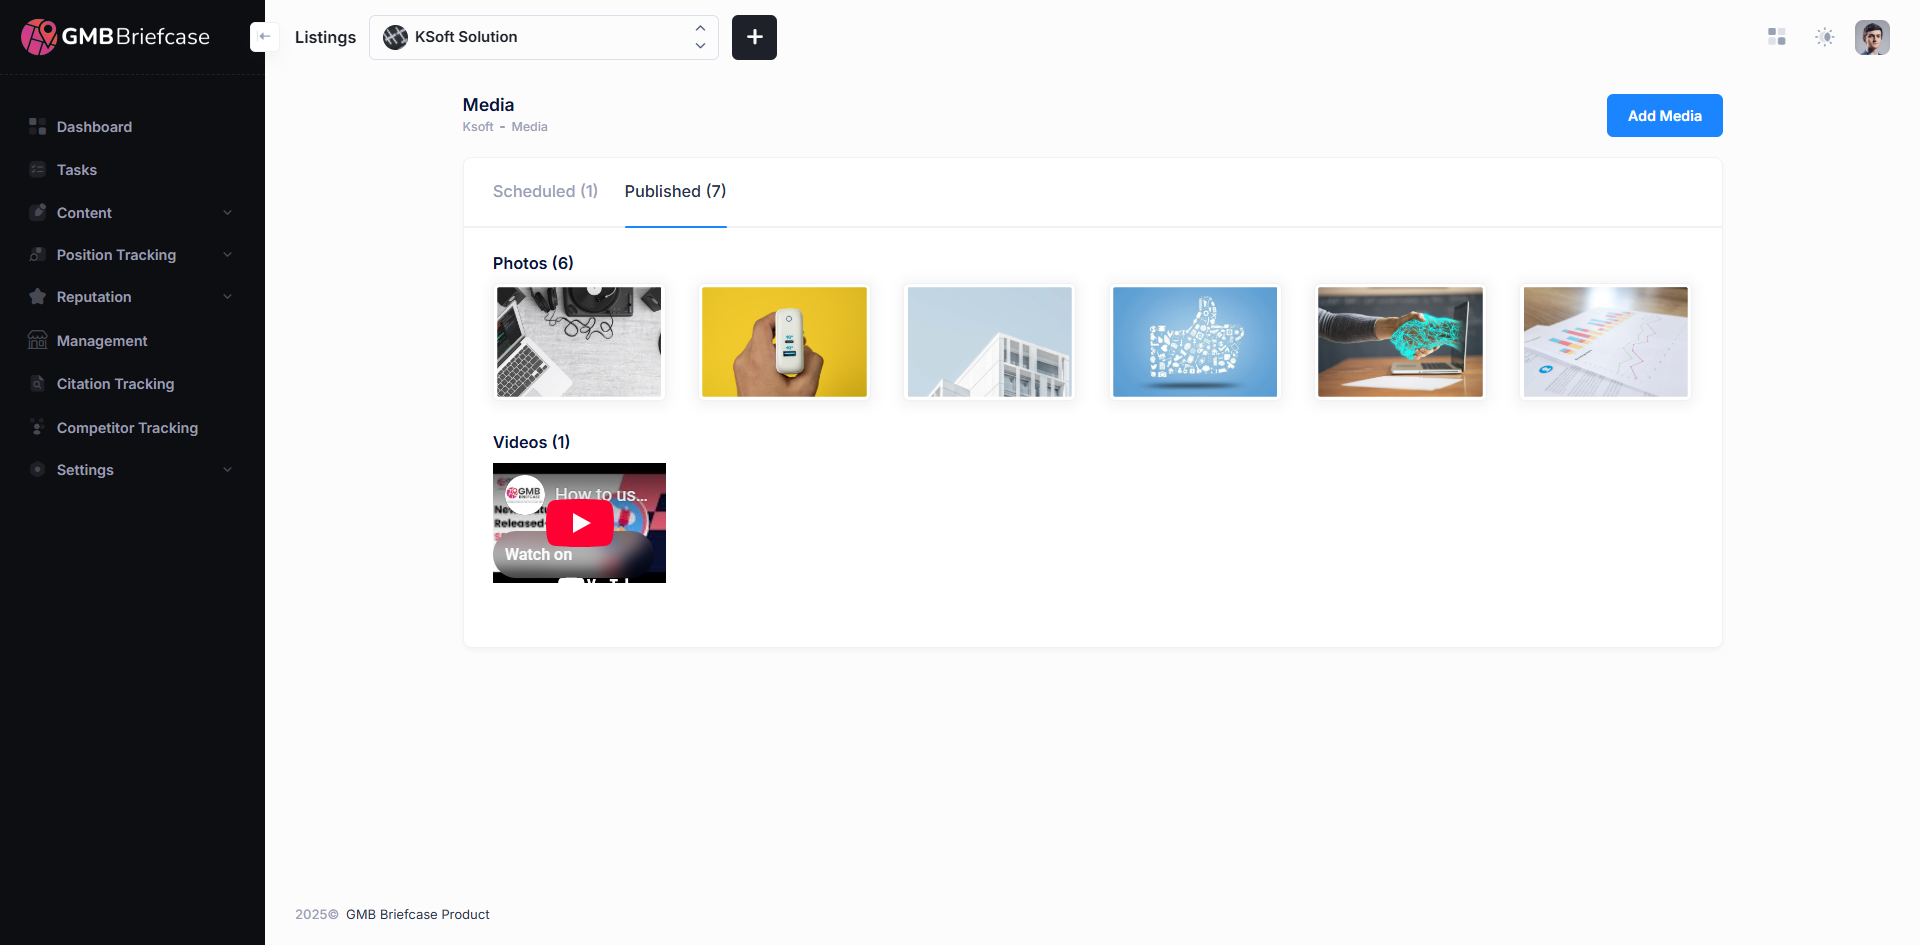 GMBBriefcase
Listings
KSoft Solution
Dashboard
Tasks
Content
Position Tracking
Reputation
Management
Citation Tracking
Competitor Tracking
Settings
Media
Ksoft - Media
Add Media
Scheduled (1)
Published (7)
Photos (6)
Videos (1)
GMB
BRIEFCASE
How to us...
Released
Watch on
2025© GMB Briefcase Product